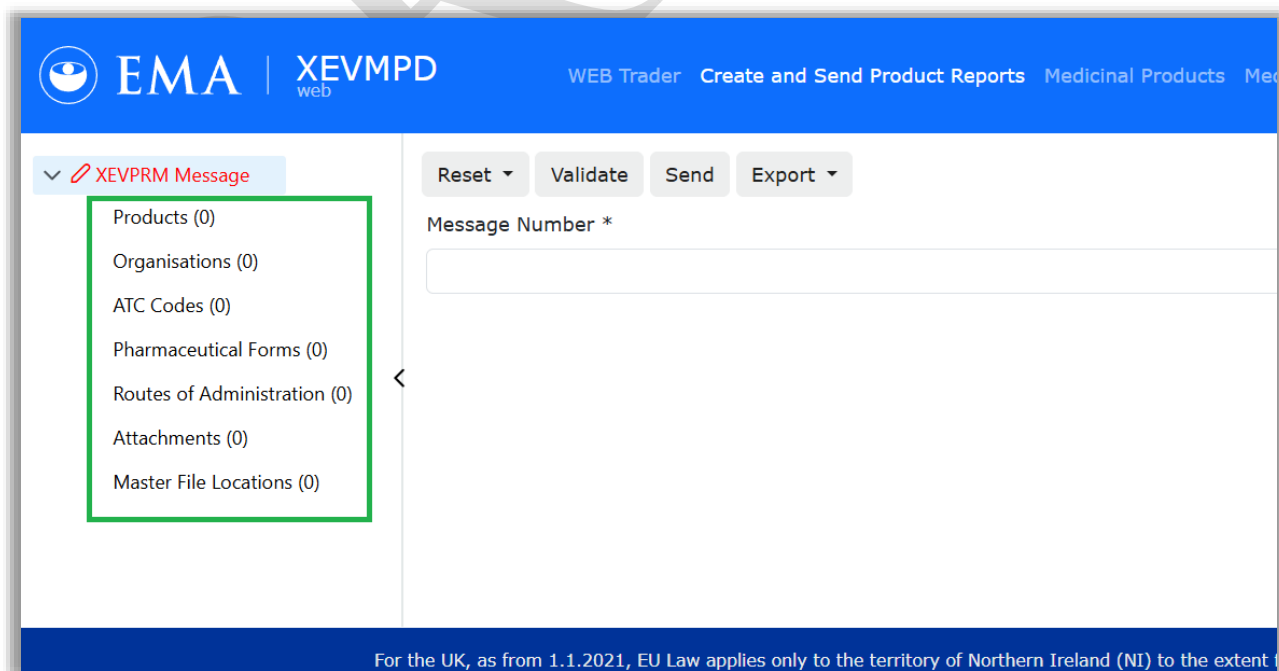 EMA | XEVMPD
web
WEB Trader Create and Send Product Reports Medicinal Products
XEVPRM Message
Products (0)
Organisations (0)
ATC Codes (0)
Pharmaceutical Forms (0)
Routes of Administration (0)
Attachments (0)
Master File Locations (0)
Reset Validate Send Export
Message Number *
For the UK, as from 1.1.2021, EU Law applies only to the territory of Northern Ireland (NI) to the extent